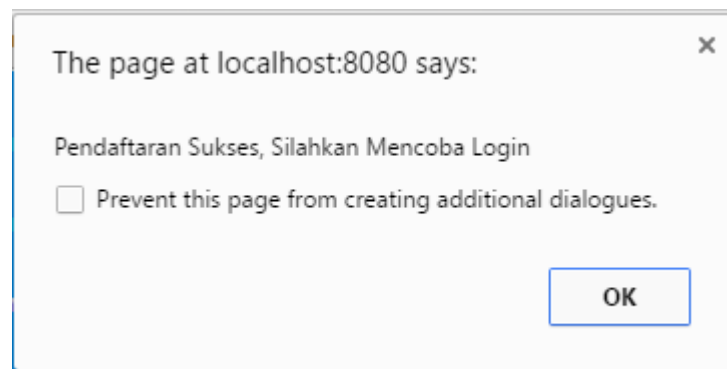 The page at localhost:8080 says:
Pendaftaran Sukses, Silahkan Mencoba Login
Prevent this page from creating additional dialogues.
OK